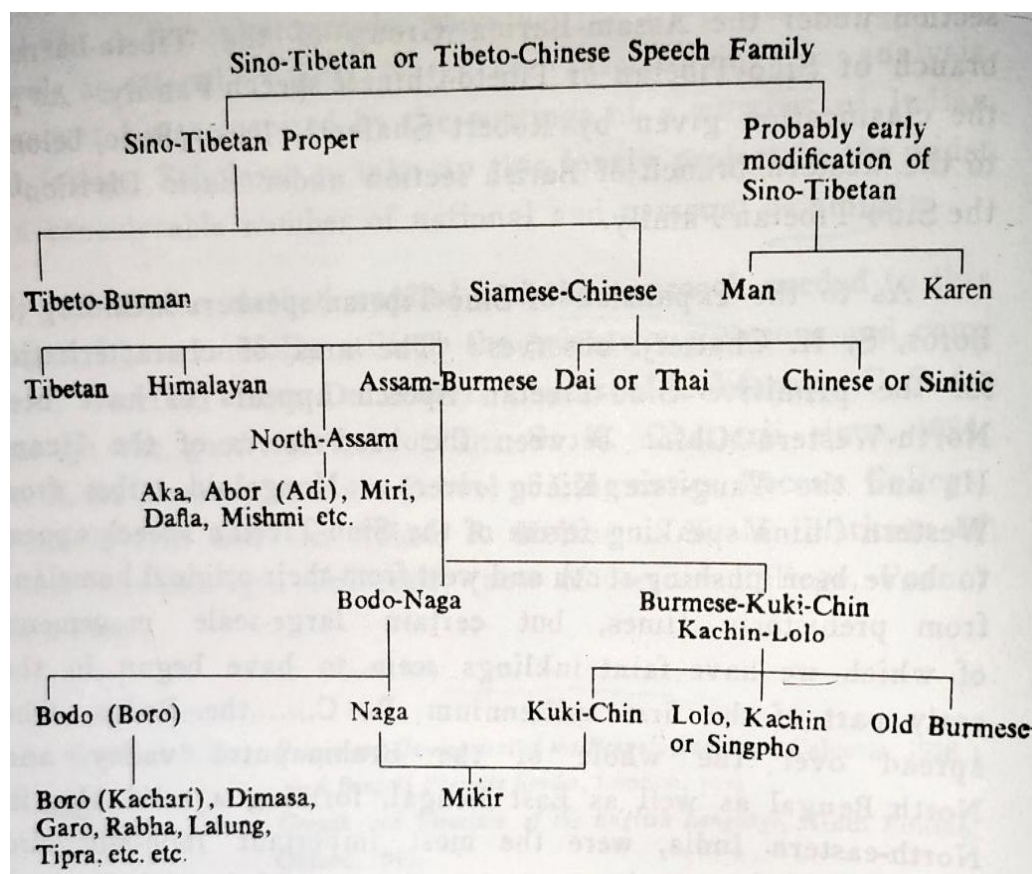 Sino-Tibetan or Tibeto-Chinese Speech Family
Sino-Tibetan Proper
Probably early
modification of
Sino-Tibetan
Tibeto-Burman
Siamese-Chinese
Man
Karen
Tibetan
Himalayan
Assam-Burmese
Dai or Thai
Chinese or Sinitic
North-Assam
Aka, Abor (Adi), Miri,
Dafla, Mishni etc.
Bodo-Naga
Burmese-Kuki-Chin
Kachin-Lolo
Bodo (Boro)
Naga
Kuki-Chin
Lolo, Kachin
or Singpho
Old Burmese
Boro (Kachari), Dimasa,
Garo, Rabha, Lalung,
Tipra, etc. etc.
Mikir